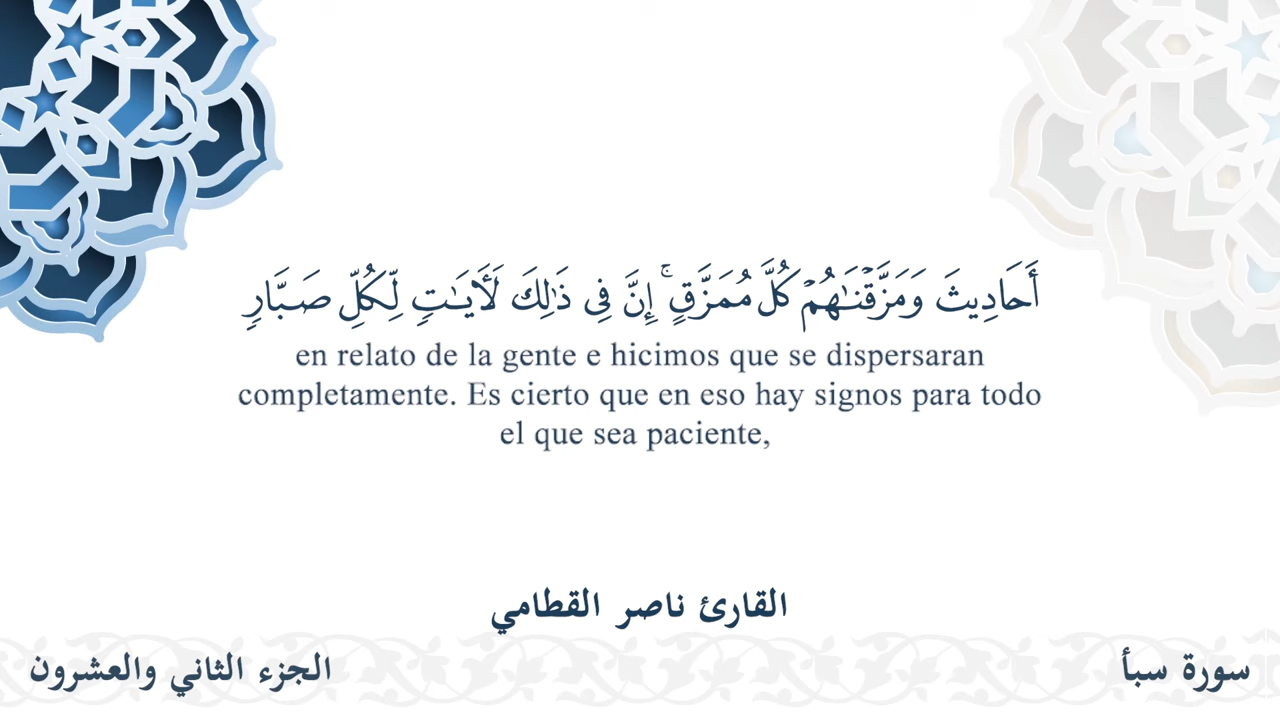 أَحَادِيثَ وَمَزَّقْنَـٰهُمْ كُلَّ مُمَزَّقٍ ۚ إِنَّ فِى ذَٰلِكَ لَـَٔايَـٰتٍ لِّكُلِّ صَبَّارٍ
en relato de la gente e hicimos que se dispersaran
completamente. Es cierto que en eso hay signos para todo
el que sea paciente,
القارئ ناصر القطامي
سورة سبأ
الجزء الثاني والعشرون